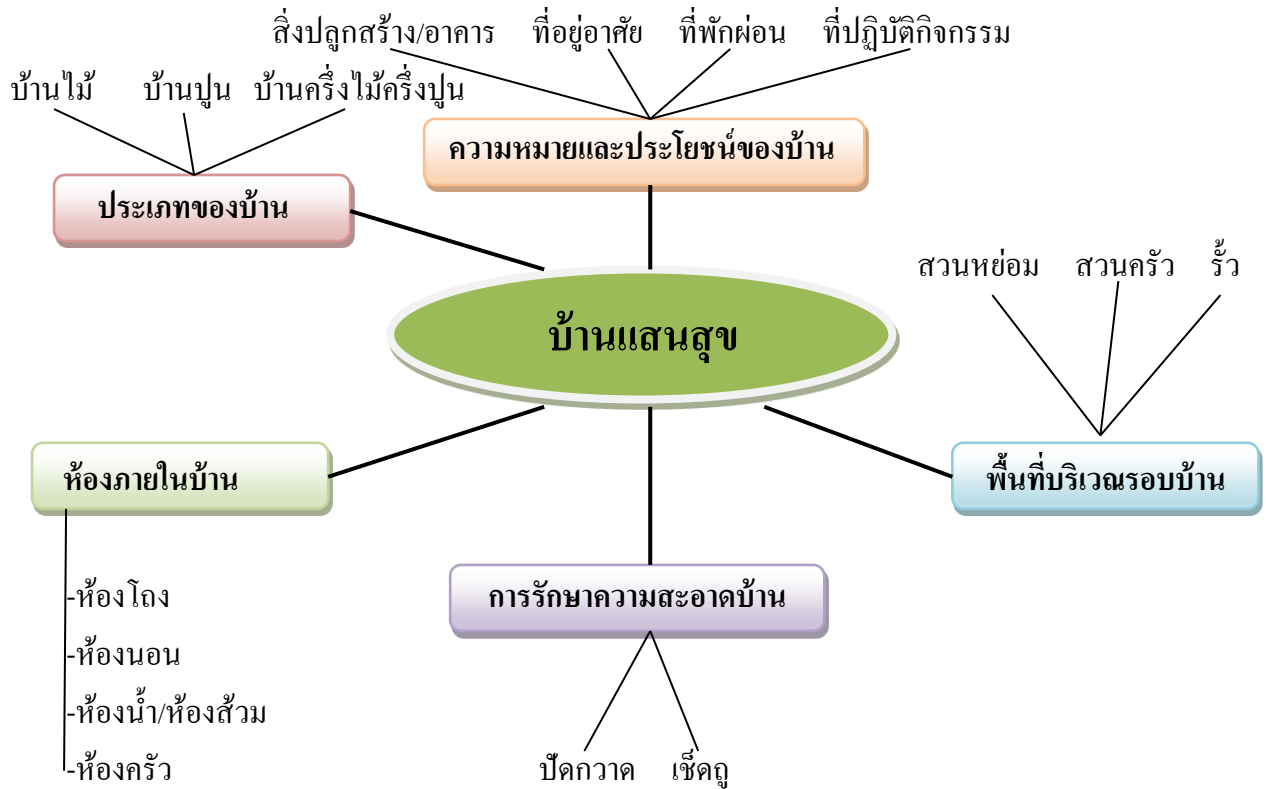 สิ่งปลูกสร้าง/อาคาร ที่อยู่อาศัย ที่พักผ่อน ที่ปฏิบัติกิจกรรม
บ้านไม้ บ้านปูน บ้านครึ่งไม้ครึ่งปูน
ความหมายและประโยชน์ของบ้าน
ประเภทของบ้าน
สวนหย่อม สวนครัว รั้ว
บ้านแสนสุข
ห้องภายในบ้าน
พื้นที่บริเวณรอบบ้าน
การรักษาความสะอาดบ้าน
-ห้องโถง
-ห้องนอน
-ห้องน้ำ/ห้องส้วม
-ห้องครัว
ปัดกวาด เช็ดถู